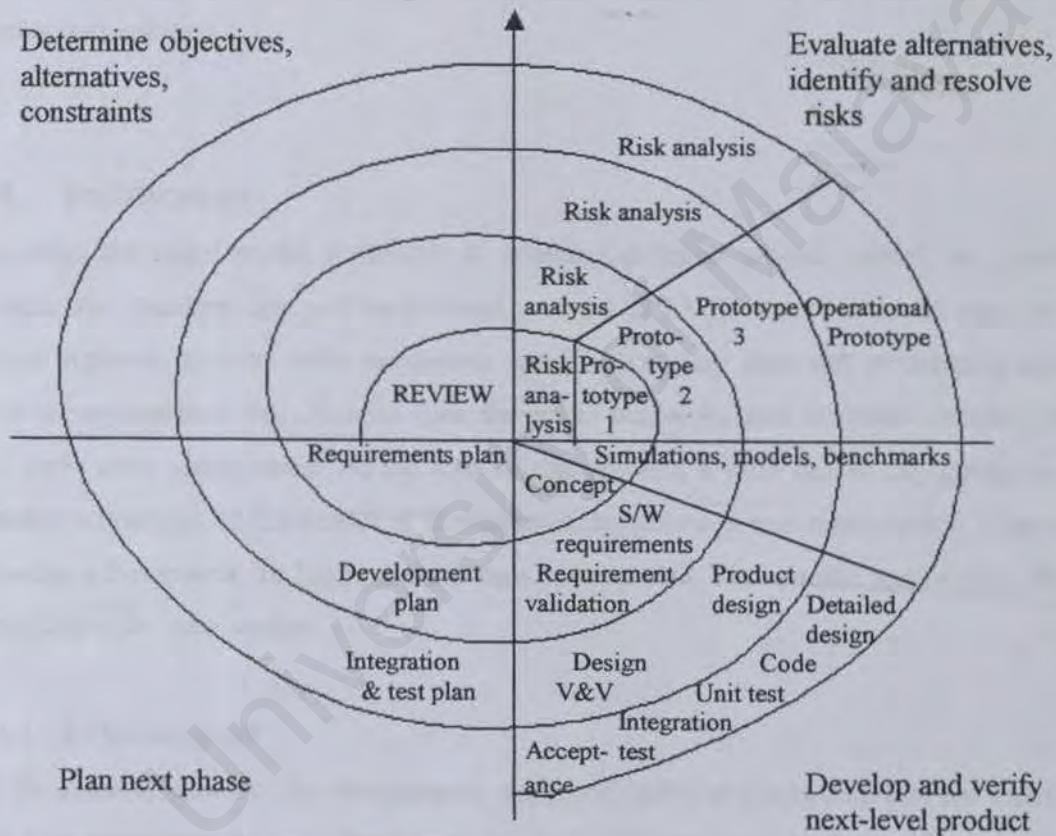 Determine objectives,
alternatives,
constraints
Evaluate alternatives,
identify and resolve
risks
Risk analysis
Risk analysis
Risk
analysis
Prototype
3
Operational
Prototype
Proto-
type
2
REVIEW
Risk
ana-
lysis
Pro-
totype
1
Requirements plan
Simulations, models, benchmarks
Concept
S/W
requirements
Development
plan
Requirement
validation
Product
design
Detailed
design
Integration
& test plan
Design
V&V
Code
Unit test
Integration
test
Accept-
ance
Plan next phase
Develop and verify
next-level product
University of Malaya